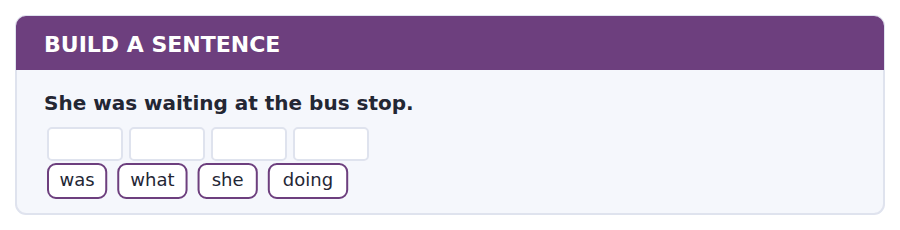 BUILD A SENTENCE
She was waiting at the bus stop.
was what she doing